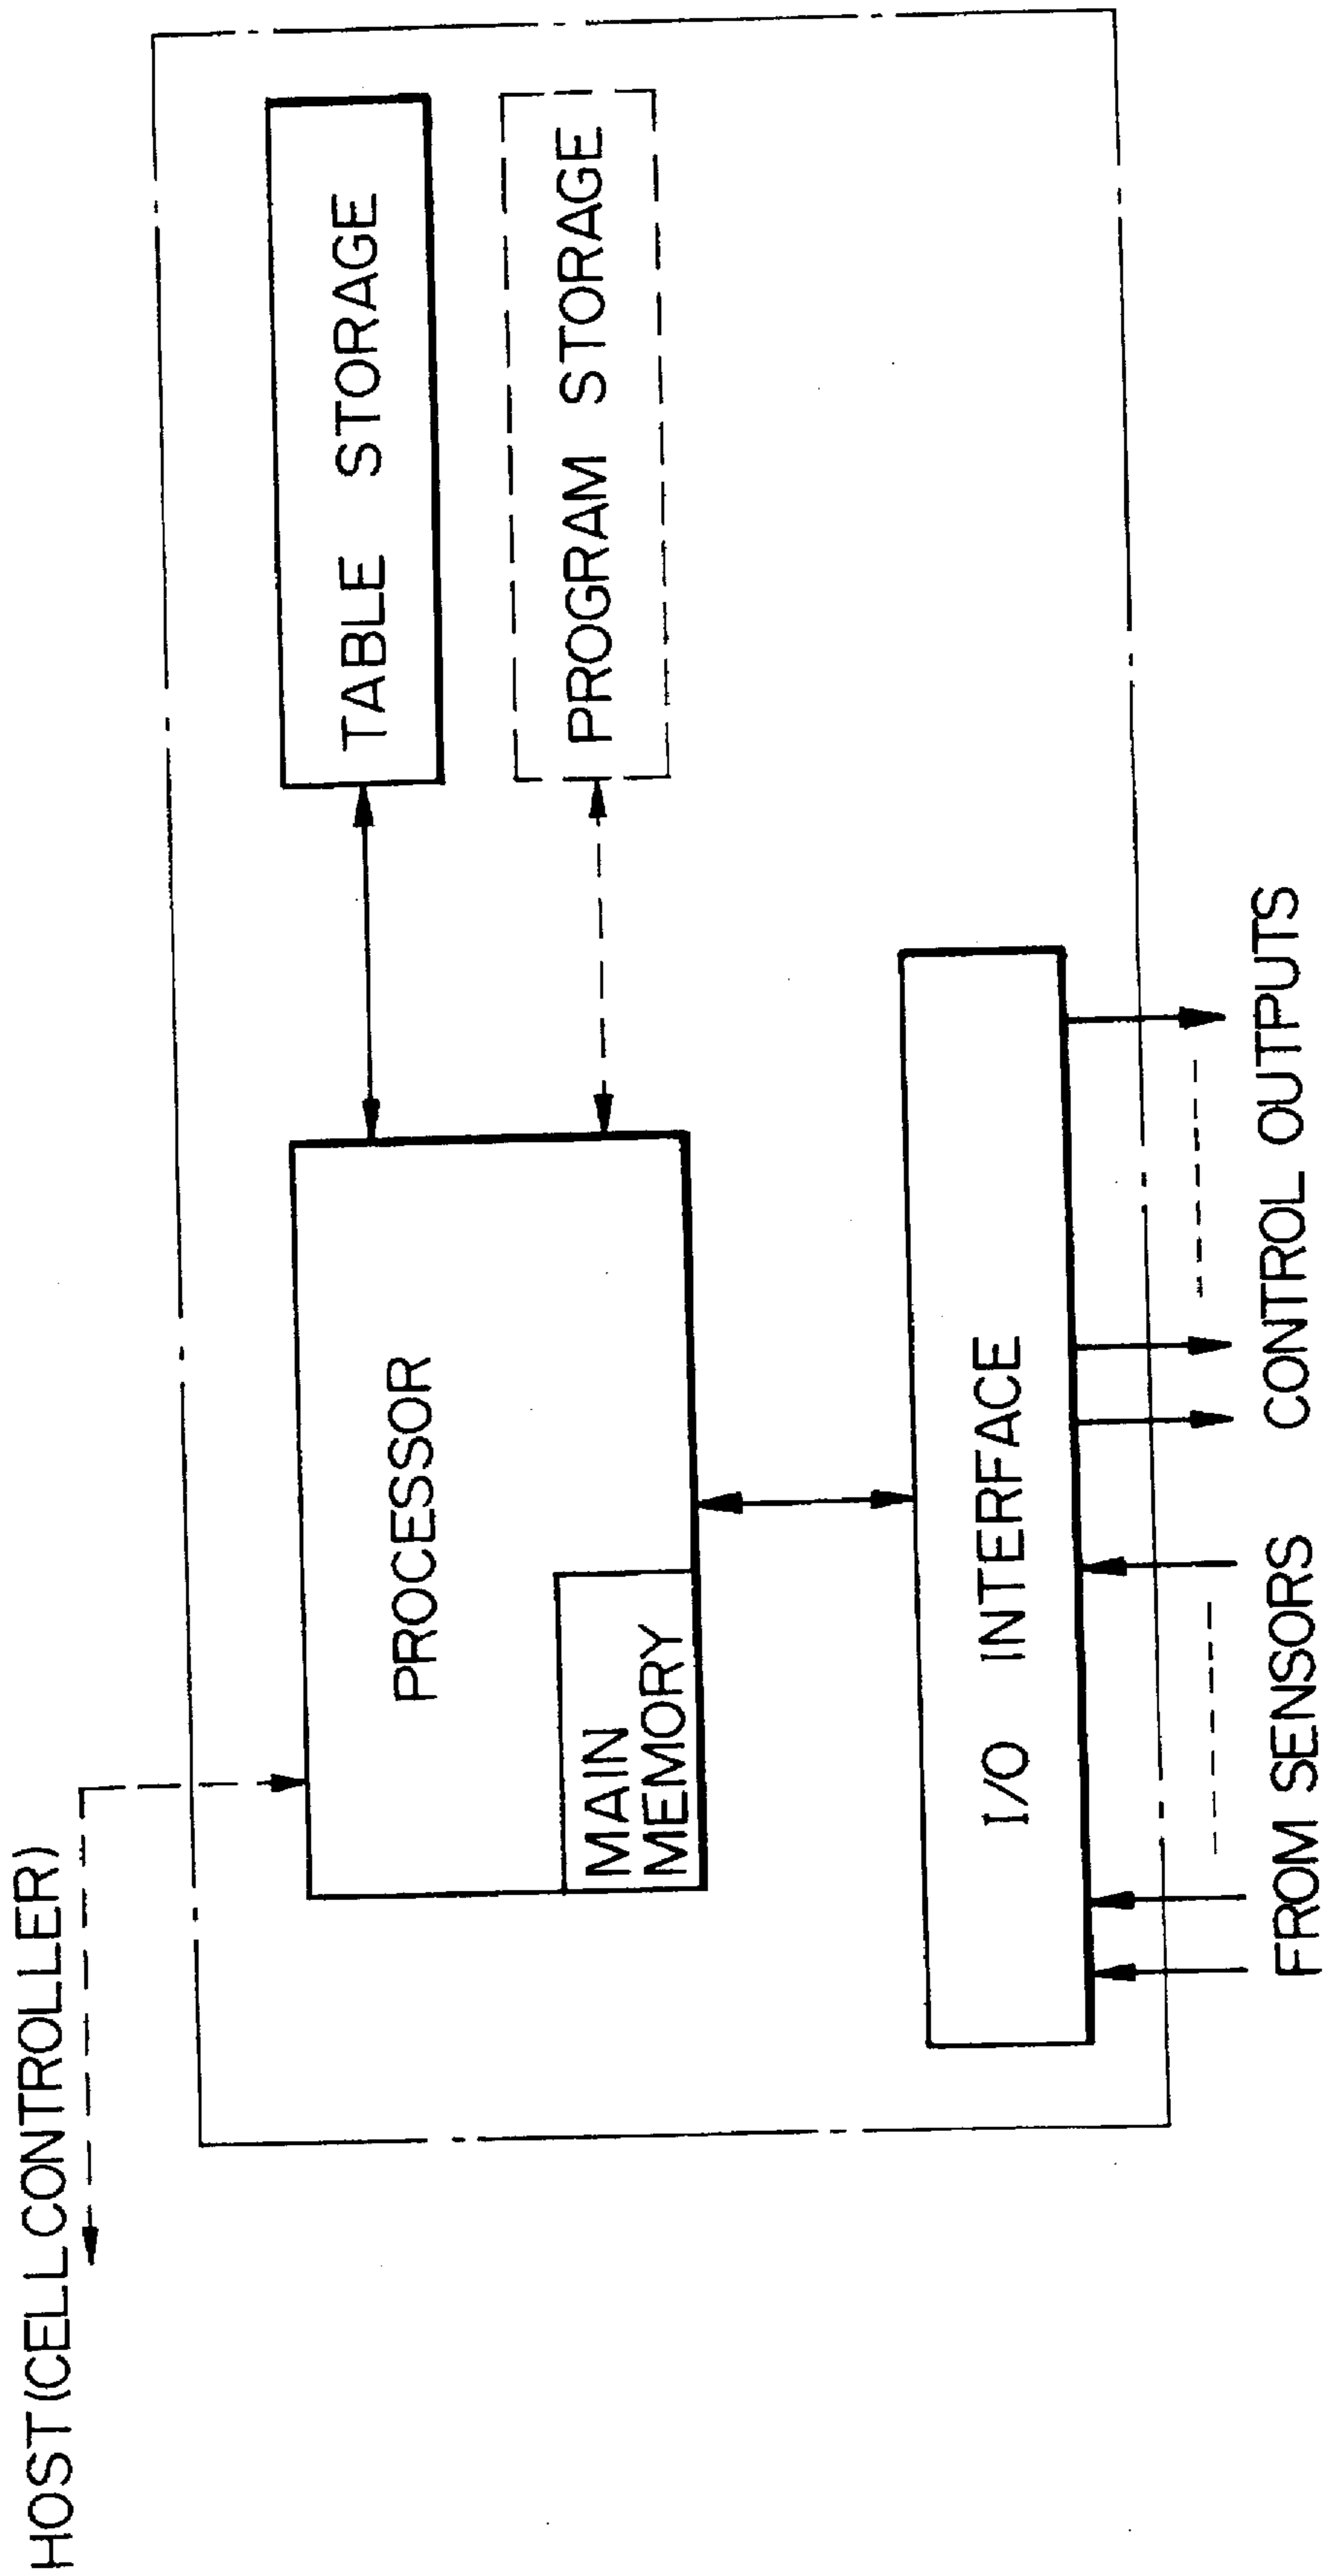 HOST (CELL CONTROLLER)
PROCESSOR
TABLE STORAGE
PROGRAM STORAGE
MAIN
MEMORY
I/O INTERFACE
FROM SENSORS
CONTROL OUTPUTS